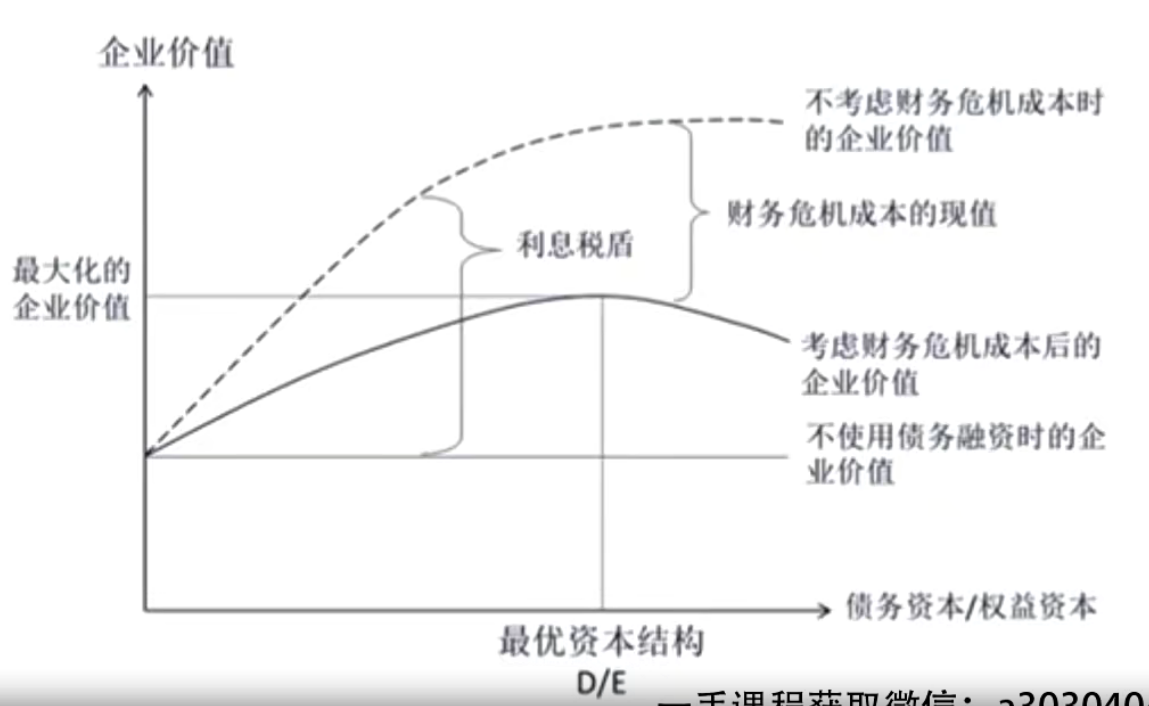 企业价值
不考虑财务危机成本时
的企业价值
财务危机成本的现值
利息税盾
最大化的
企业价值
考虑财务危机成本后的
企业价值
不使用债务融资时的企
业价值
债务资本/权益资本
最优资本结构
D/E
一手课程获取微信：a303040